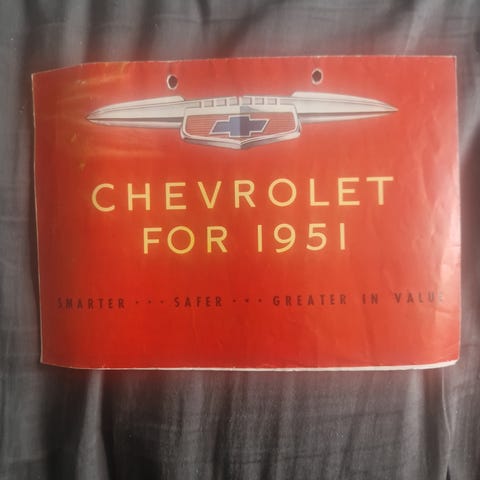 CHEVROLET
FOR 1951
SMARTER ··· SAFER ··· GREATER IN VALUE